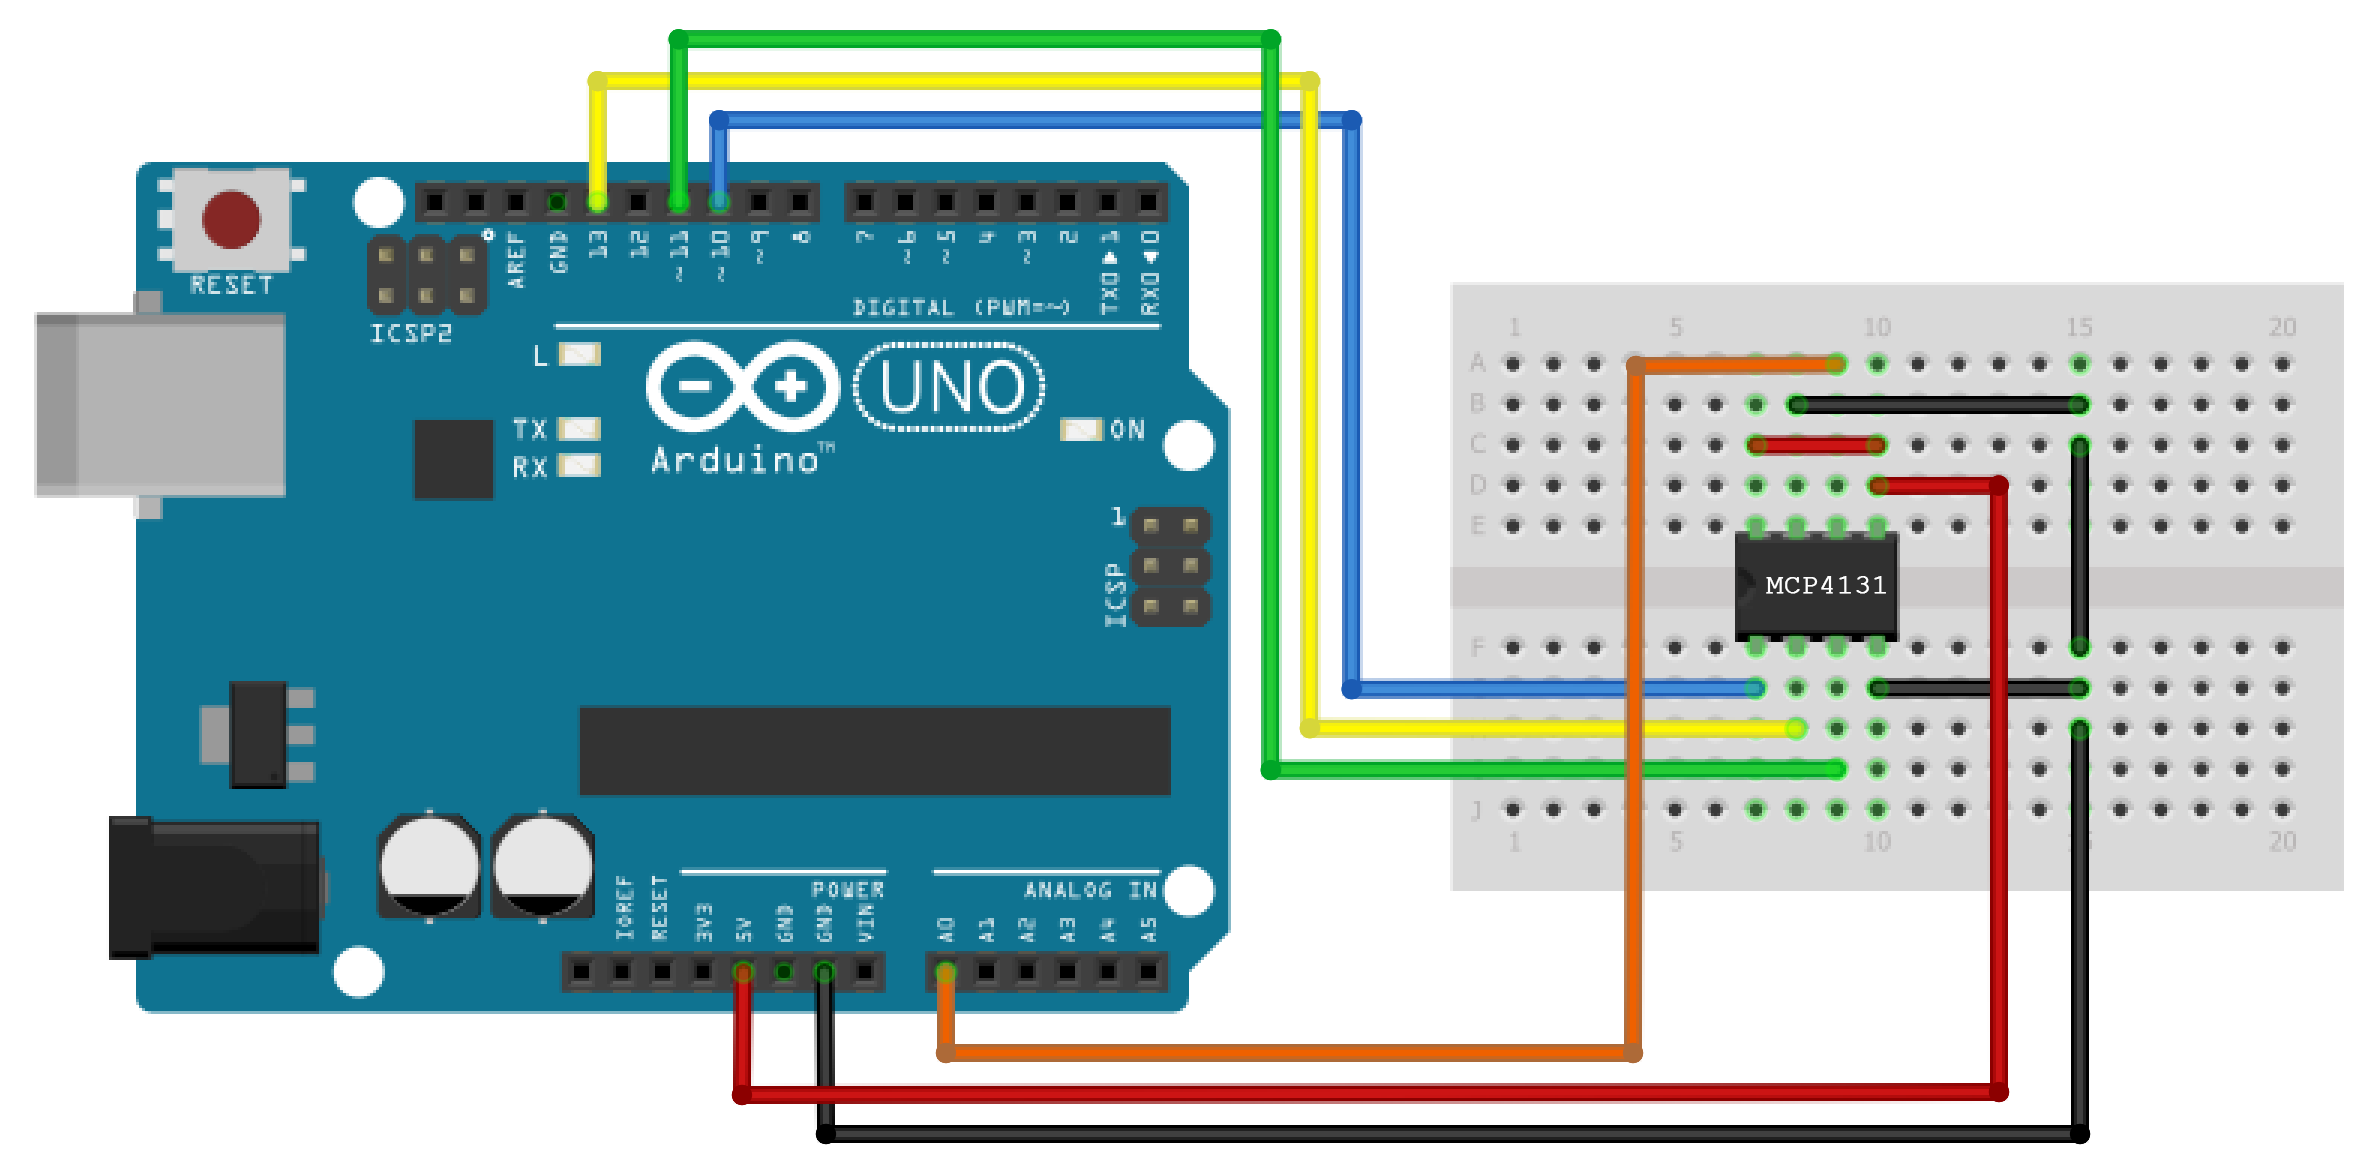 RESET
ICSP2
AREF
GND
13
12
~11
~10
~9
8
7
~6
~5
4
~3
2
TX0▶1
RX0◀0
DIGITAL (PWM=~)
L
TX
RX
Arduino™
UNO
ON
1
ICSP
IOREF
RESET
3V3
5V
GND
GND
VIN
POWER
A0
A1
A2
A3
A4
A5
ANALOG IN
1 5 10 15 20
A
B
C
D
E
MCP4131
F
J
1 5 10 20